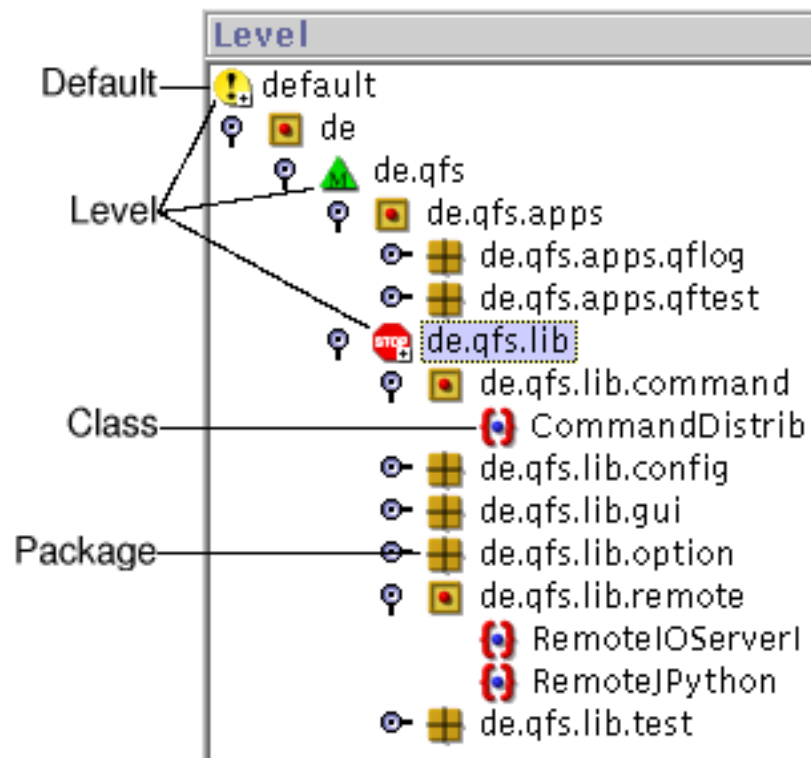 Level
Default
default
de
M
de.qfs
Level
de.qfs.apps
de.qfs.apps.qflog
de.qfs.apps.qftest
STOP
de.qfs.lib
de.qfs.lib.command
Class
CommandDistrib
de.qfs.lib.config
de.qfs.lib.gui
Package
de.qfs.lib.option
de.qfs.lib.remote
RemoteIOServerI
RemoteJPython
de.qfs.lib.test